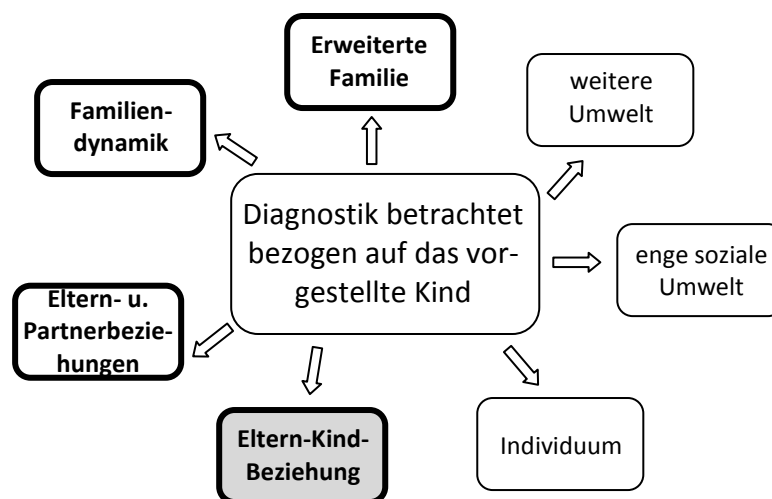 Erweiterte
Familie
weitere
Umwelt
Familien-
dynamik
Diagnostik betrachtet
bezogen auf das vor-
gestellte Kind
enge soziale
Umwelt
Eltern- u.
Partnerbezie-
hungen
Eltern-Kind-
Beziehung
Individuum